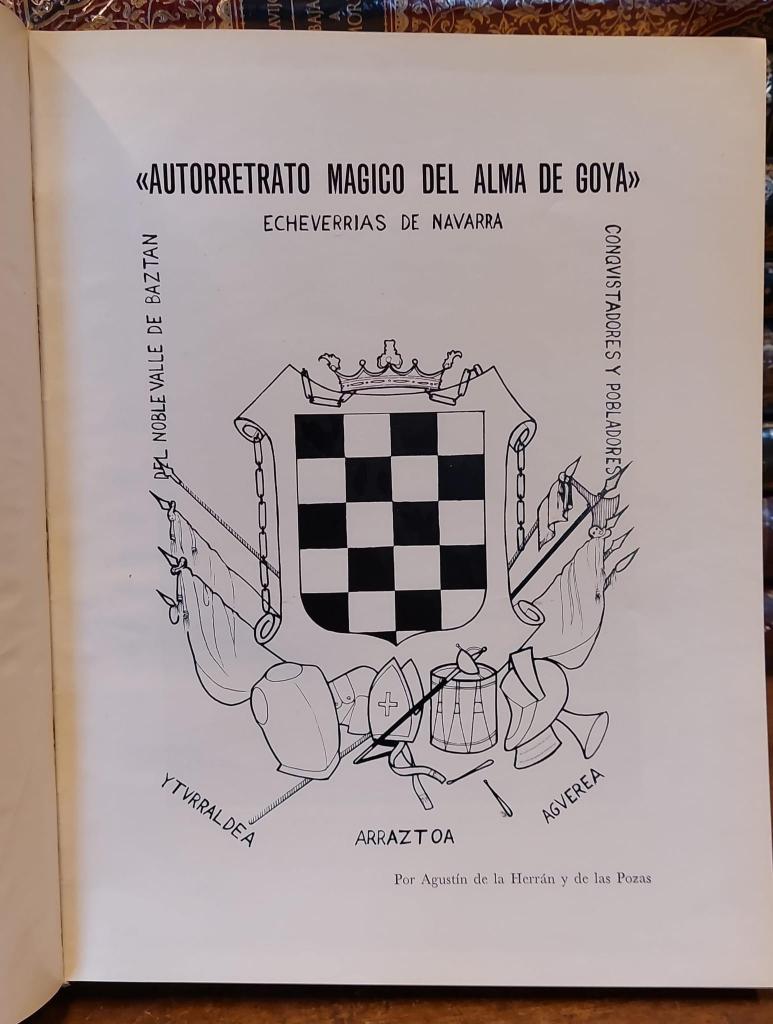 «AUTORRETRATO MAGICO DEL ALMA DE GOYA»
ECHEVERRIAS DE NAVARRA
DEL NOBLE VALLE DE BAZTAN
CONQVISTADORES Y POBLADORES
YTVRRALDEA
ARRAZTOA
AGVEREA
Por Agustín de la Herrán y de las Pozas